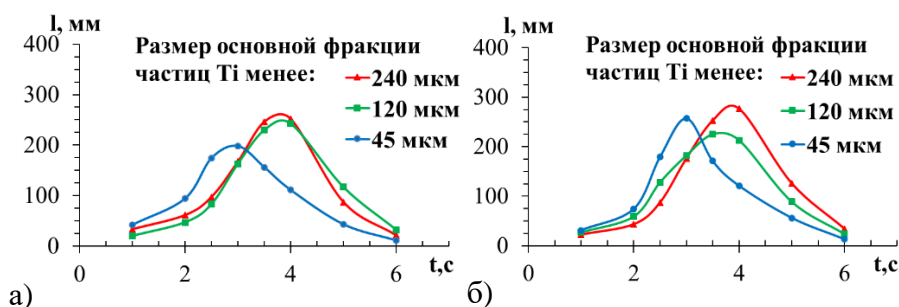 l, мм
400
300
200
100
0
Размер основной фракции
частиц Ti менее:
240 мкм
120 мкм
45 мкм
0 2 4 6
t,с
а)
l, мм
400
300
200
100
0
Размер основной фракции
частиц Ti менее:
240 мкм
120 мкм
45 мкм
0 2 4 6
t,с
б)